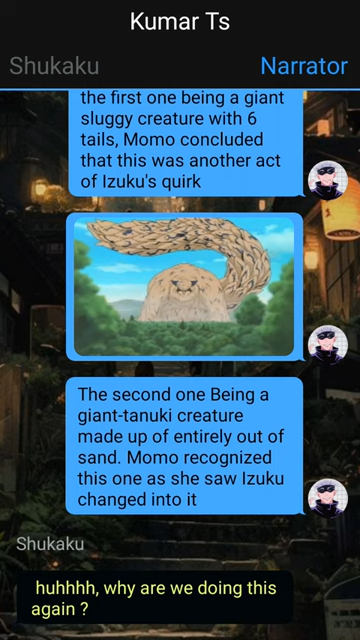 Kumar Ts
Shukaku
Narrator
the first one being a giant
sluggy creature with 6
tails, Momo concluded
that this was another act
of Izuku's quirk
The second one Being a
giant-tanuki creature
made up of entirely out of
sand. Momo recognized
this one as she saw Izuku
changed into it
Shukaku
huhhhh, why are we doing this
again ?